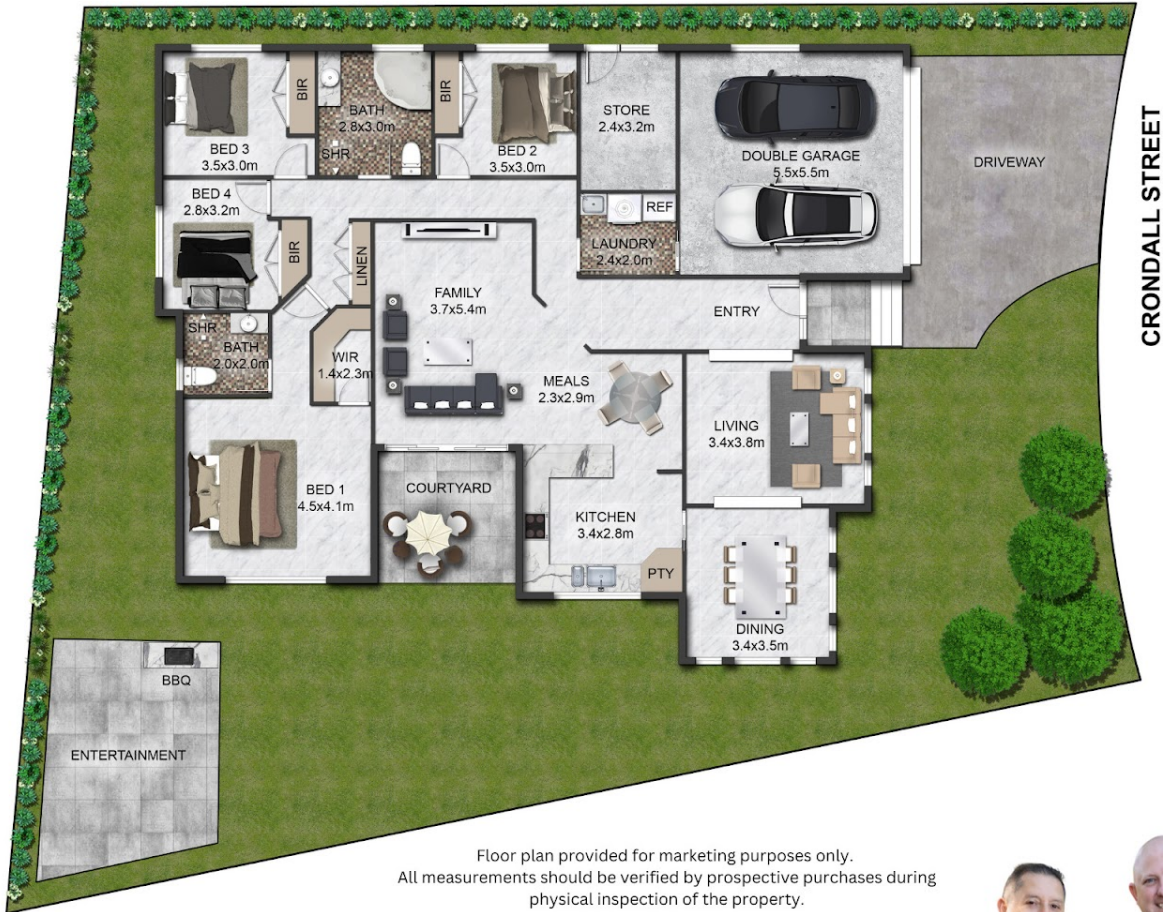 BED 3
3.5x3.0m
BIR
BATH
2.8x3.0m
SHR
BIR
BED 2
3.5x3.0m
STORE
2.4x3.2m
DOUBLE GARAGE
5.5x5.5m
DRIVEWAY
CRONDALL STREET
BED 4
2.8x3.2m
BIR
LINEN
REF
LAUNDRY
2.4x2.0m
FAMILY
3.7x5.4m
ENTRY
SHR
BATH
2.0x2.0m
WIR
1.4x2.3m
MEALS
2.3x2.9m
LIVING
3.4x3.8m
BED 1
4.5x4.1m
COURTYARD
KITCHEN
3.4x2.8m
PTY
DINING
3.4x3.5m
BBQ
ENTERTAINMENT
Floor plan provided for marketing purposes only.
All measurements should be verified by prospective purchases during
physical inspection of the property.